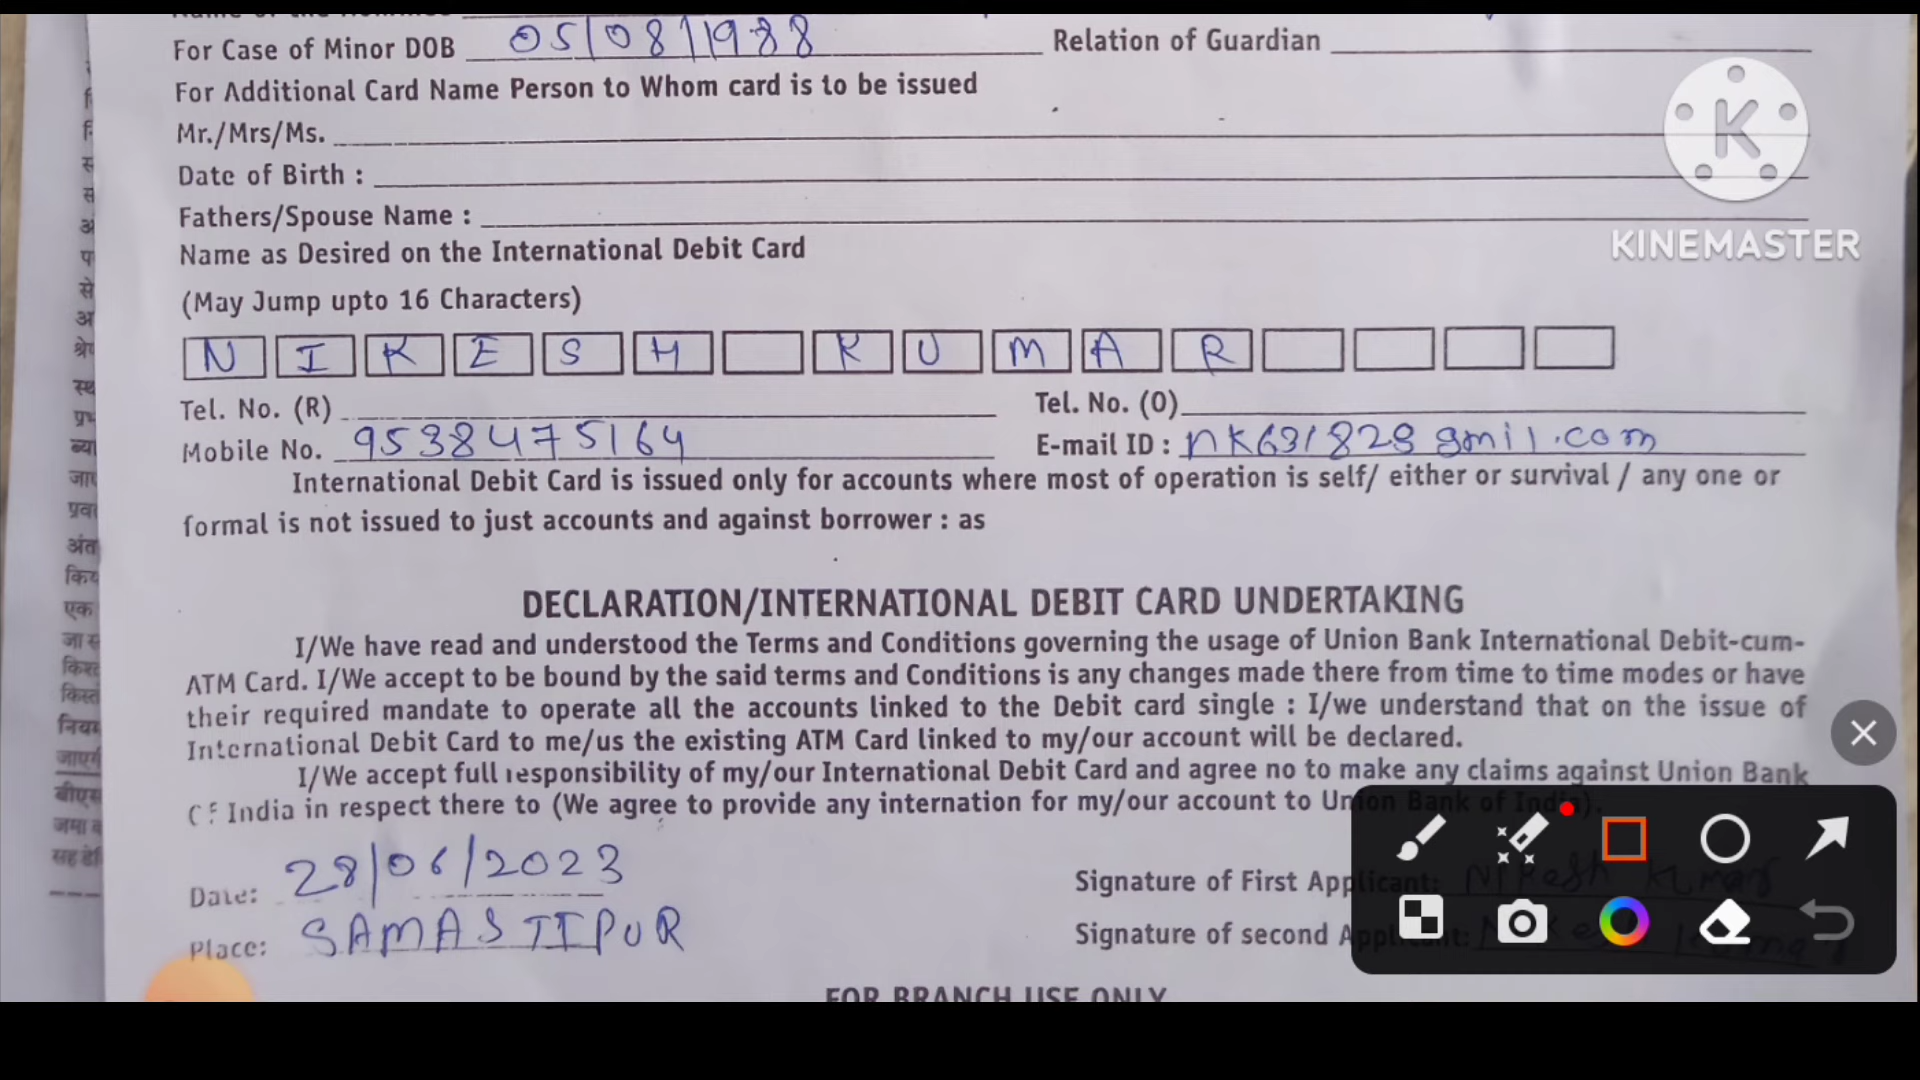 For Case of Minor DOB 05/08/1988 Relation of Guardian
For Additional Card Name Person to Whom card is to be issued
Mr./Mrs/Ms.
Date of Birth :
Fathers/Spouse Name :
Name as Desired on the International Debit Card
(May Jump upto 16 Characters)
NIKESH KUMAR
Tel. No. (R) Tel. No. (O)
Mobile No. 9538475164 E-mail ID : nk631828 gmil.com
International Debit Card is issued only for accounts where most of operation is self/ either or survival / any one or
formal is not issued to just accounts and against borrower : as
DECLARATION/INTERNATIONAL DEBIT CARD UNDERTAKING
I/We have read and understood the Terms and Conditions governing the usage of Union Bank International Debit-cum-
ATM Card. I/We accept to be bound by the said terms and Conditions is any changes made there from time to time modes or have
their required mandate to operate all the accounts linked to the Debit card single : I/we understand that on the issue of
International Debit Card to me/us the existing ATM Card linked to my/our account will be declared.
I/We accept full responsibility of my/our International Debit Card and agree no to make any claims against Union Bank
Of India in respect there to (We agree to provide any internation for my/our account to Union Bank of India).
Date: 28/06/2023
Signature of First Applicant: Nikesh Kumar
Place: SAMASTIPUR
Signature of second Applicant:
FOR BRANCH USE ONLY
KINEMASTER